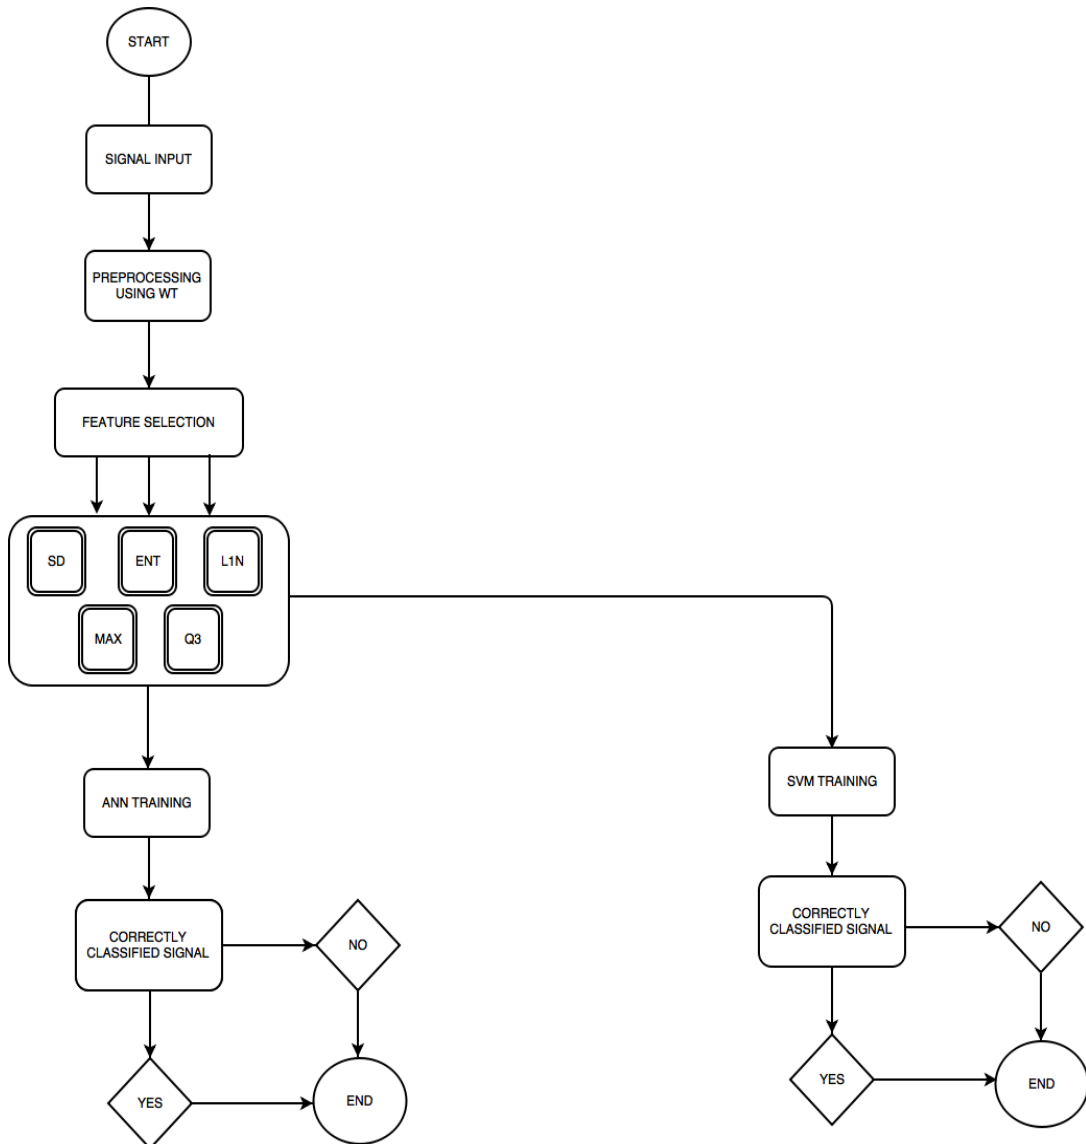 START
SIGNAL INPUT
PREPROCESSING
USING WT
FEATURE SELECTION
SD
ENT
L1N
MAX
Q3
ANN TRAINING
CORRECTLY
CLASSIFIED SIGNAL
NO
YES
END
SVM TRAINING
CORRECTLY
CLASSIFIED SIGNAL
NO
YES
END